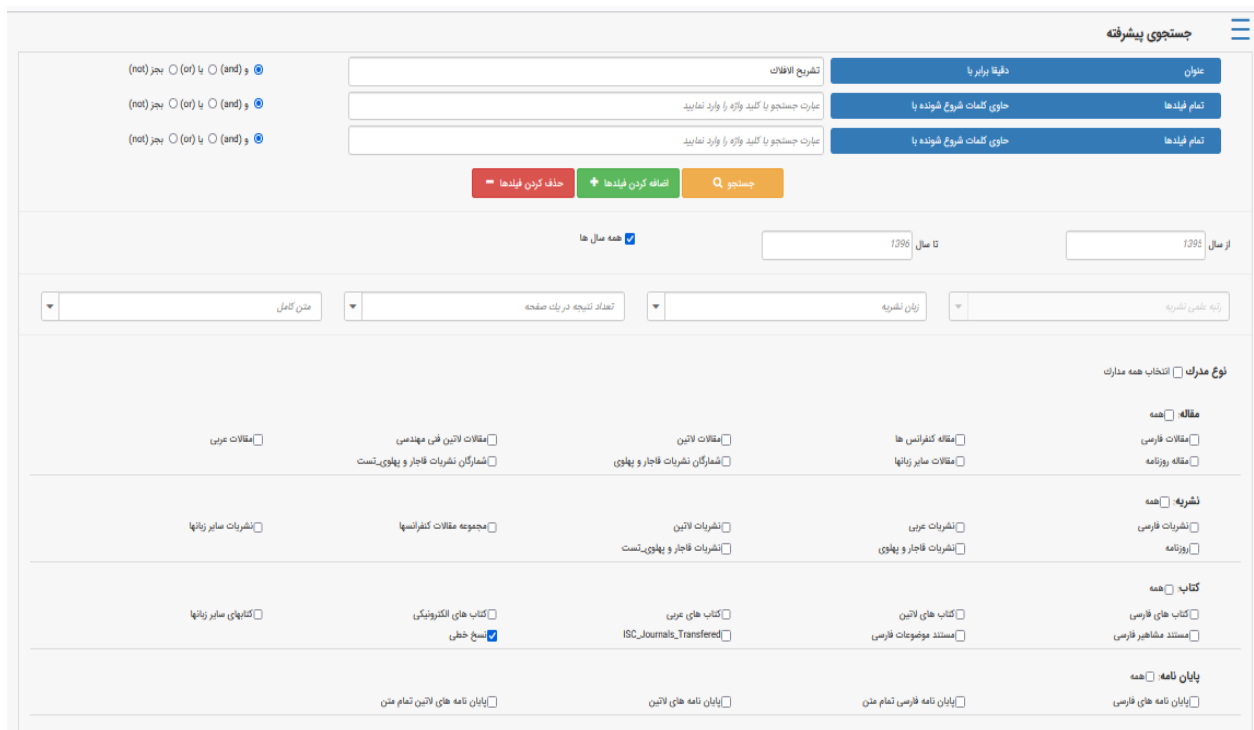 جستجوی پیشرفته
عنوان دقیقا برابر با تشریح الافلاک و (and) یا (or) بجز (not)
تمام فیلدها حاوی کلمات شروع شونده با عبارت جستجو یا کلید واژه را وارد نمایید و (and) یا (or) بجز (not)
تمام فیلدها حاوی کلمات شروع شونده با عبارت جستجو یا کلید واژه را وارد نمایید و (and) یا (or) بجز (not)
جستجو اضافه کردن فیلدها حذف کردن فیلدها
از سال 1395 تا سال 1396 همه سال ها
رتبه علمی نشریه زبان نشریه تعداد نتیجه در یک صفحه متن کامل
نوع مدرک انتخاب همه مدارک
مقاله: همه
مقالات فارسی مقاله کنفرانس ها مقالات لاتین مقالات لاتین فنی مهندسی مقالات عربی
مقاله روزنامه مقالات سایر زبانها شمارگان نشریات قاجار و پهلوی شمارگان نشریات قاجار و پهلوی_تست
نشریه: همه
نشریات فارسی نشریات عربی نشریات لاتین مجموعه مقالات کنفرانسها نشریات سایر زبانها
روزنامه نشریات قاجار و پهلوی نشریات قاجار و پهلوی_تست
کتاب: همه
کتاب های فارسی کتاب های لاتین کتاب های عربی کتاب های الکترونیکی کتابهای سایر زبانها
مستند مشاهیر فارسی مستند موضوعات فارسی ISC_Journals_Transfered نسخ خطی
پایان نامه: همه
پایان نامه های فارسی پایان نامه فارسی تمام متن پایان نامه های لاتین پایان نامه های لاتین تمام متن